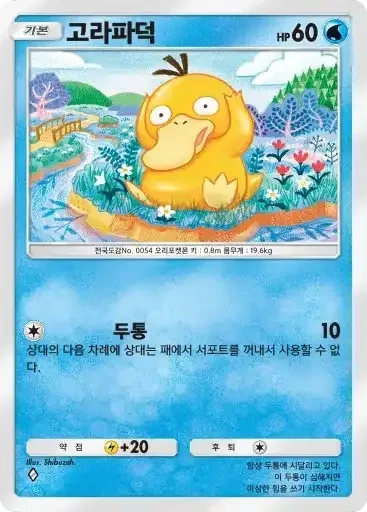 기본 고라파덕 HP 60
전국도감No. 0054 오리포켓몬 키 : 0.8m 몸무게 : 19.6kg
두통 10
상대의 다음 차례에 상대는 패에서 서포트를 꺼내서 사용할 수 없
다.
약점 +20 후퇴
Illus. Shibuzoh.
항상 두통에 시달리고 있다.
이 두통이 심해지면
이상한 힘을 쓰기 시작한다.